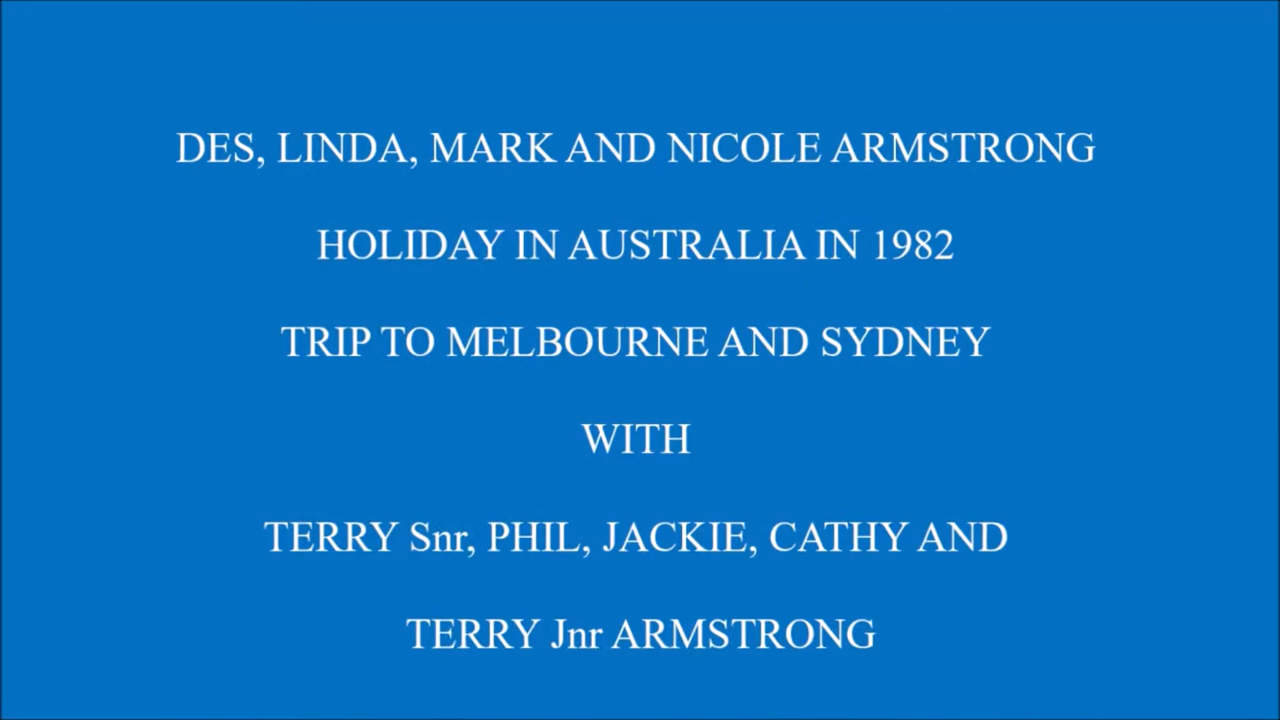 DES, LINDA, MARK AND NICOLE ARMSTRONG
HOLIDAY IN AUSTRALIA IN 1982
TRIP TO MELBOURNE AND SYDNEY
WITH
TERRY Snr, PHIL, JACKIE, CATHY AND
TERRY Jnr ARMSTRONG